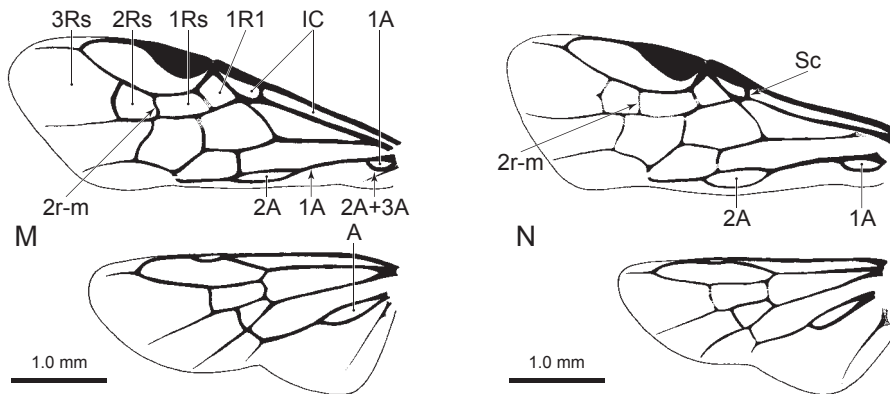 3Rs 2Rs 1Rs 1R1 IC 1A
Sc
2r-m 2A 1A 2A+3A
2r-m 2A 1A
M A N
1.0 mm 1.0 mm